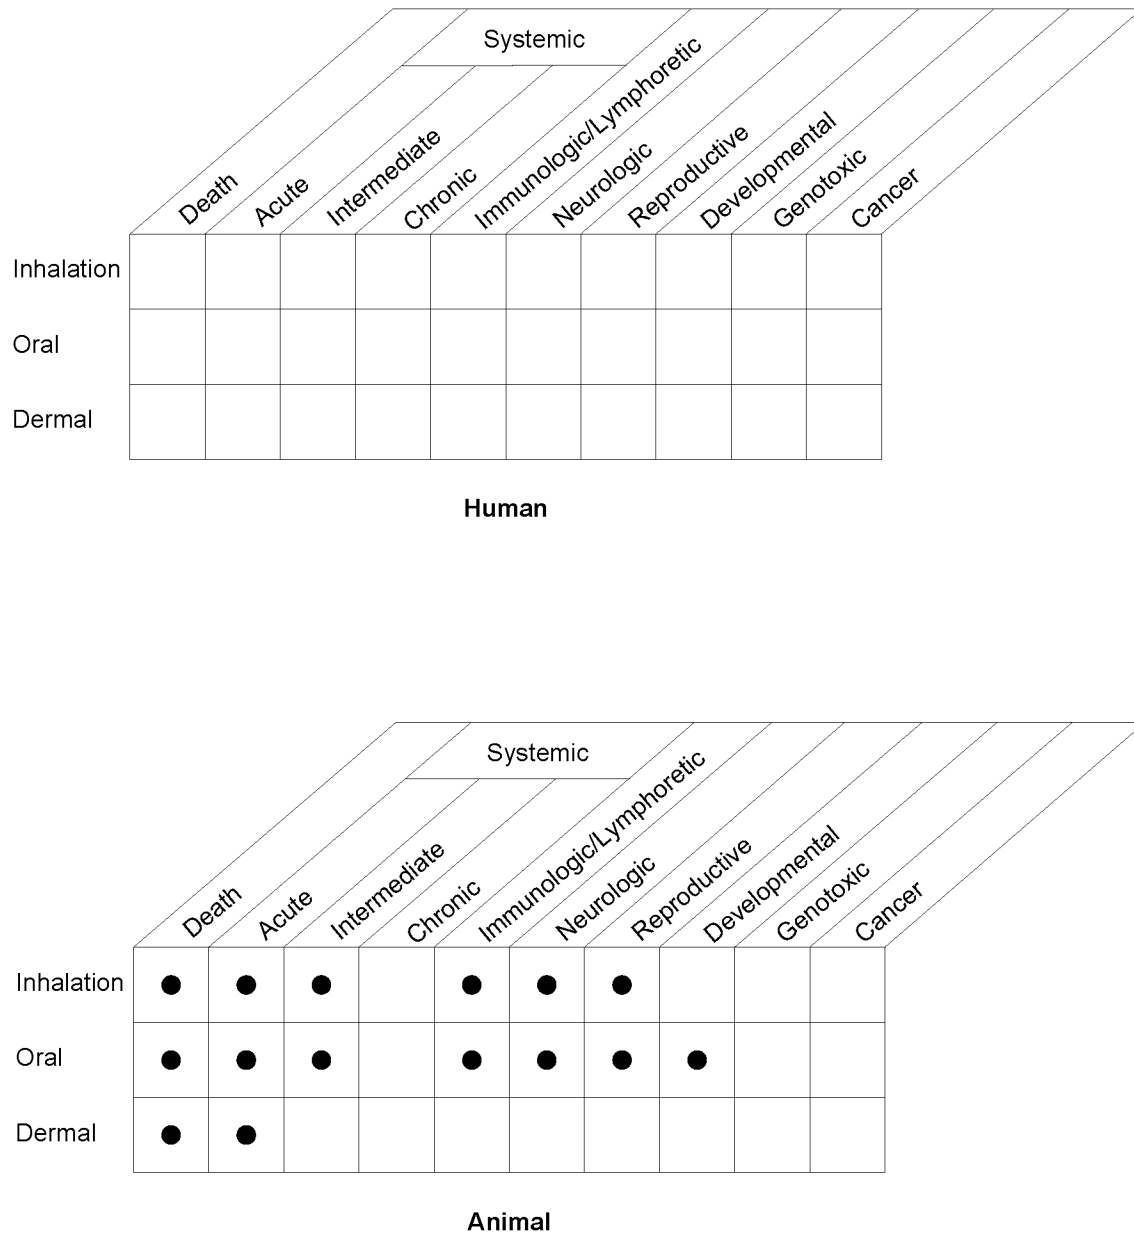 Systemic
Death
Acute
Intermediate
Chronic
Immunologic/Lymphoretic
Neurologic
Reproductive
Developmental
Genotoxic
Cancer
Inhalation
Oral
Dermal
Human
Systemic
Death
Acute
Intermediate
Chronic
Immunologic/Lymphoretic
Neurologic
Reproductive
Developmental
Genotoxic
Cancer
Inhalation
Oral
Dermal
Animal